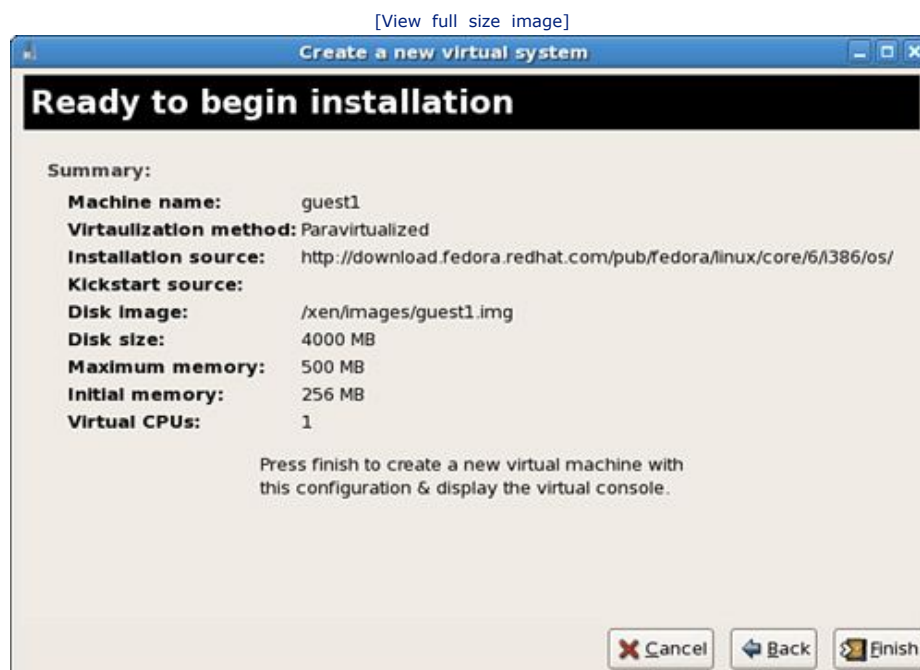 [View full size image]
Create a new virtual system
Ready to begin installation
Summary:
Machine name: guest1
Virtaulization method: Paravirtualized
Installation source: http://download.fedora.redhat.com/pub/fedora/linux/core/6/i386/os/
Kickstart source:
Disk image: /xen/images/guest1.img
Disk size: 4000 MB
Maximum memory: 500 MB
Initial memory: 256 MB
Virtual CPUs: 1
Press finish to create a new virtual machine with
this configuration & display the virtual console.
Cancel Back Finish